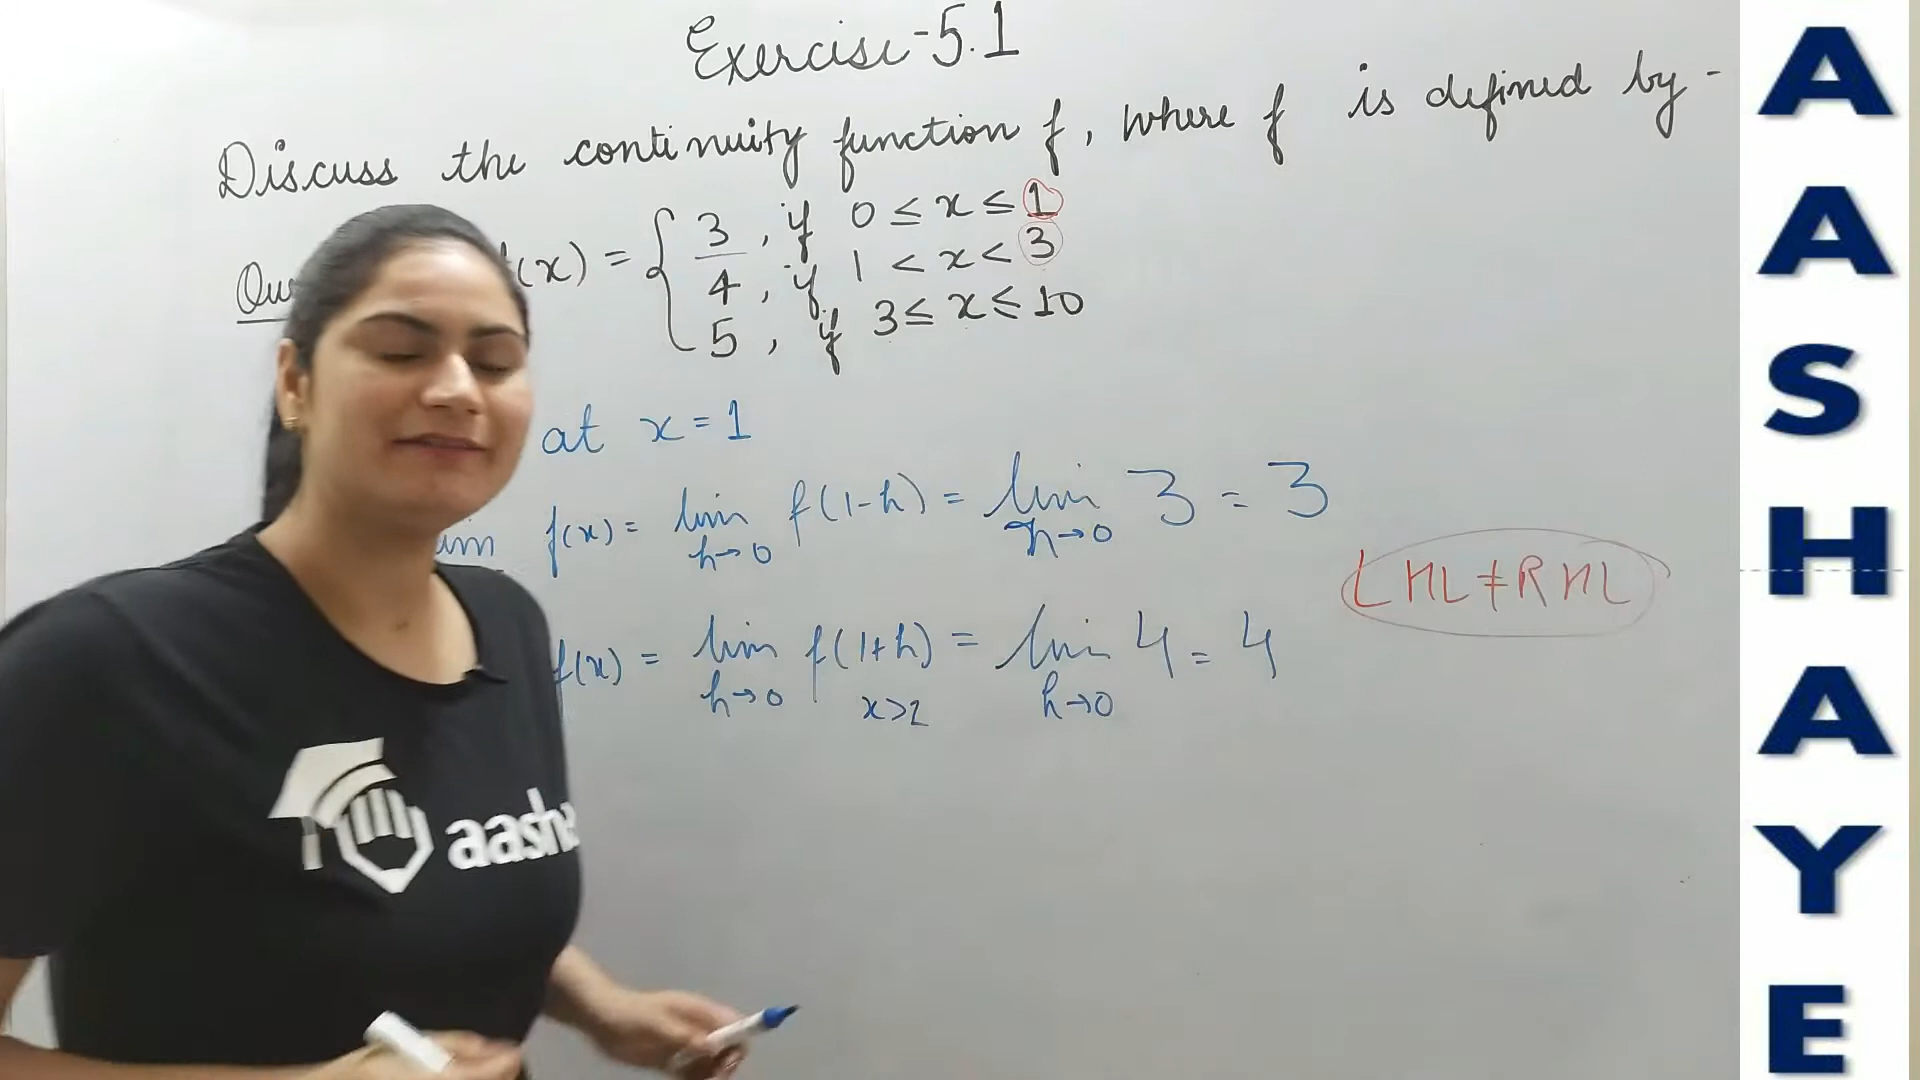 Exercise-5.1
Discuss the continuity function f, where f is defined by -
(x) = { 3, if 0 ≤ x ≤ 1
4, if 1 < x < 3
5, if 3 ≤ x ≤ 10
at x = 1
f(x) = lim h→0 f(1-h) = lim h→0 3 = 3
LHL ≠ RHL
f(x) = lim h→0 f(1+h) = lim h→0 4 = 4
x>2
aasha
AASHAYE